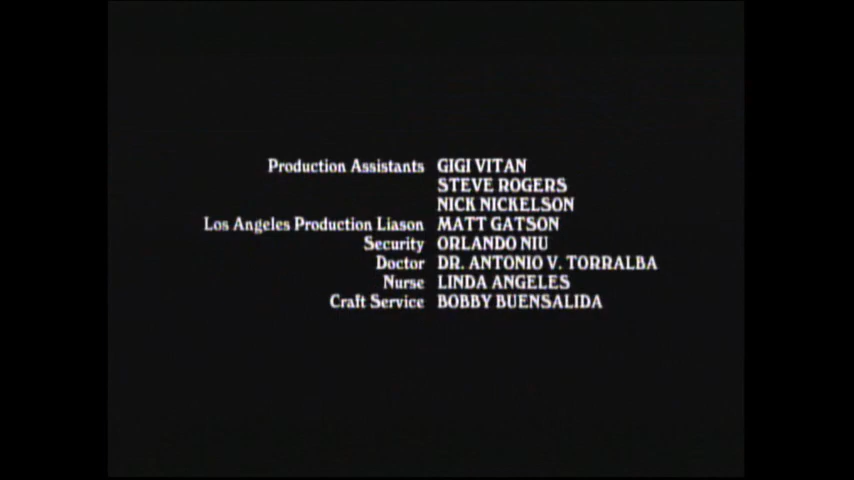 Production Assistants GIGI VITAN
STEVE ROGERS
NICK NICKELSON
Los Angeles Production Liason MATT GATSON
Security ORLANDO NIU
Doctor DR. ANTONIO V. TORRALBA
Nurse LINDA ANGELES
Craft Service BOBBY BUENSALIDA